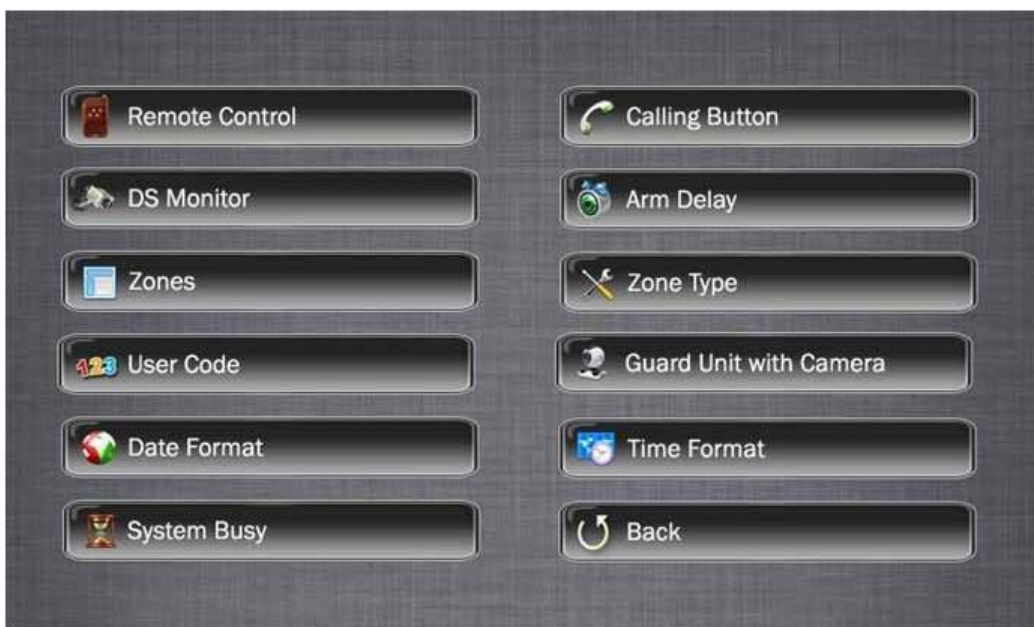 Remote Control
Calling Button
DS Monitor
Arm Delay
Zones
Zone Type
123 User Code
Guard Unit with Camera
Date Format
Time Format
System Busy
Back